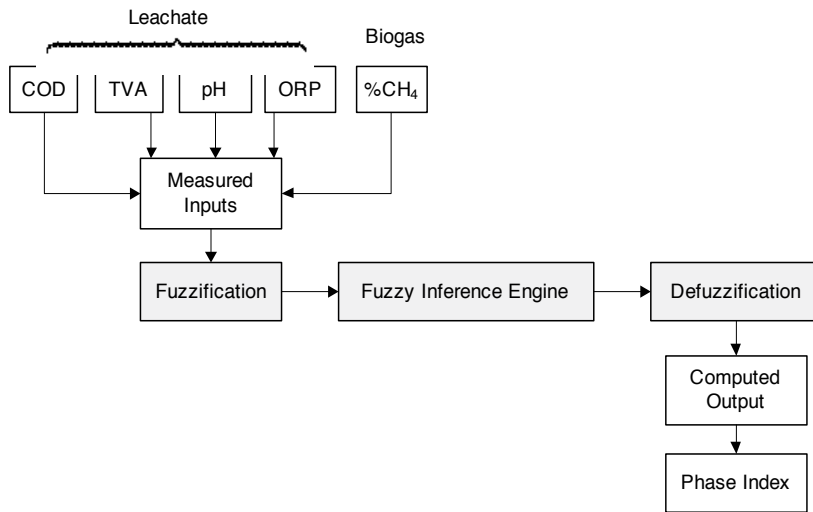 Leachate
Biogas
COD
TVA
pH
ORP
%CH₄
Measured
Inputs
Fuzzification
Fuzzy Inference Engine
Defuzzification
Computed
Output
Phase Index